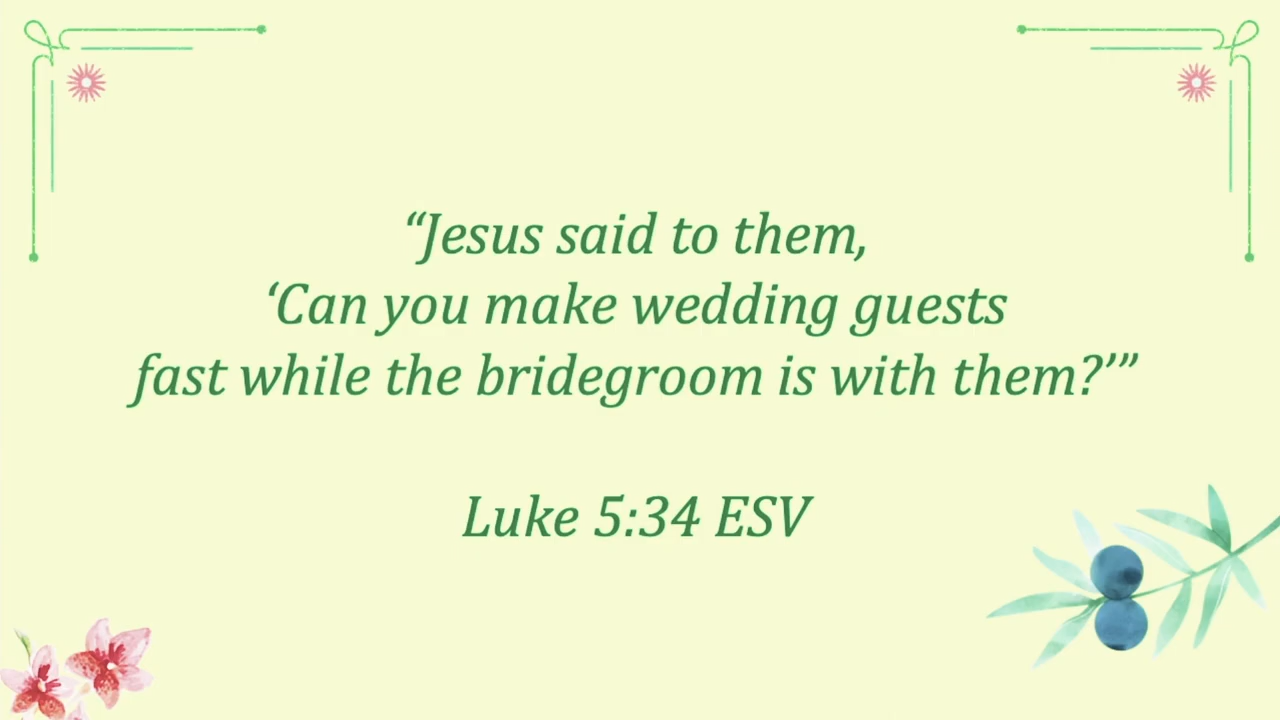 “Jesus said to them,
‘Can you make wedding guests
fast while the bridegroom is with them?’”
Luke 5:34 ESV